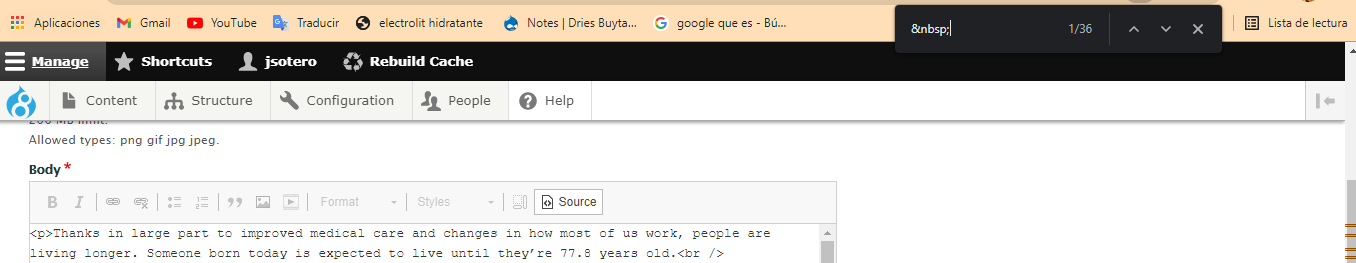 Aplicaciones Gmail YouTube Traducir electrolit hidratante Notes | Dries Buyta... google que es - Bú... Lista de lectura
&nbsp; 1/36
Manage Shortcuts jsotero Rebuild Cache
Content Structure Configuration People Help
200 MB limit.
Allowed types: png gif jpg jpeg.
Body *
B I Format Styles Source
<p>Thanks in large part to improved medical care and changes in how most of us work, people are
living longer. Someone born today is expected to live until they’re 77.8 years old.<br />